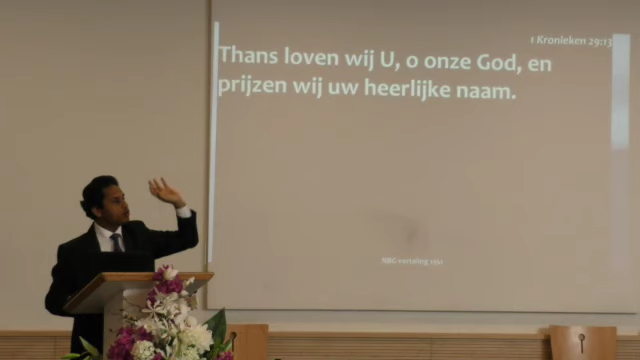 1 Kronieken 29:13
Thans loven wij U, o onze God, en
prijzen wij uw heerlijke naam.
NBG-vertaling 1951